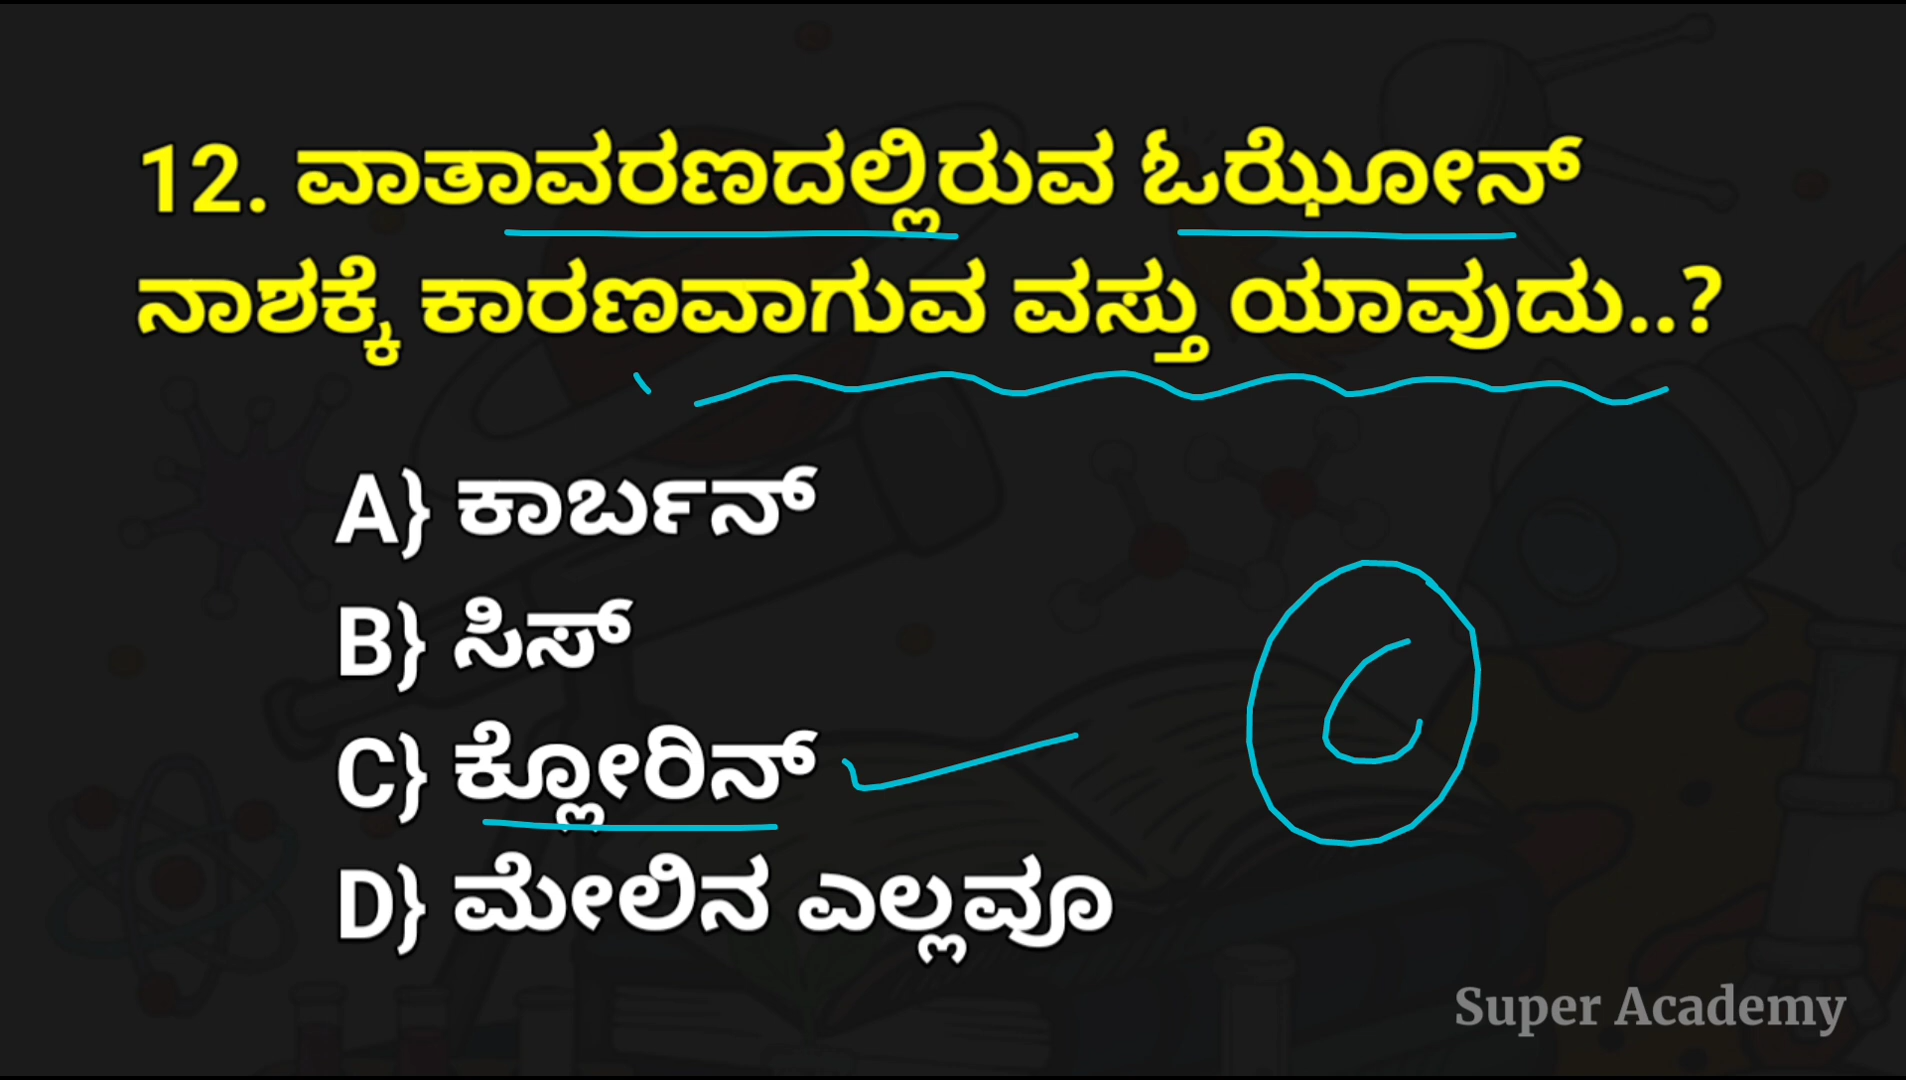 12. ವಾತಾವರಣದಲ್ಲಿರುವ ಓಝೋನ್
ನಾಶಕ್ಕೆ ಕಾರಣವಾಗುವ ವಸ್ತು ಯಾವುದು..?
A} ಕಾರ್ಬನ್
B} ಸಿಸ್
C} ಕ್ಲೋರಿನ್
C
D} ಮೇಲಿನ ಎಲ್ಲವೂ
Super Academy